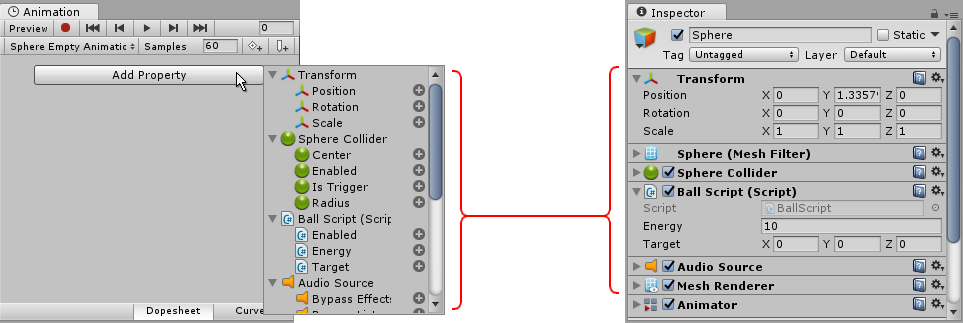 Animation
Preview 0
Sphere Empty Animatic Samples 60
Add Property
Transform
Position
Rotation
Scale
Sphere Collider
Center
Enabled
Is Trigger
Radius
Ball Script (Scrip
Enabled
Energy
Target
Audio Source
Bypass Effects
Dopesheet Curve
Inspector
Sphere Static
Tag Untagged Layer Default
Transform
Position X 0 Y 1.3357 Z 0
Rotation X 0 Y 0 Z 0
Scale X 1 Y 1 Z 1
Sphere (Mesh Filter)
Sphere Collider
Ball Script (Script)
Script BallScript
Energy 10
Target X 0 Y 0 Z 0
Audio Source
Mesh Renderer
Animator